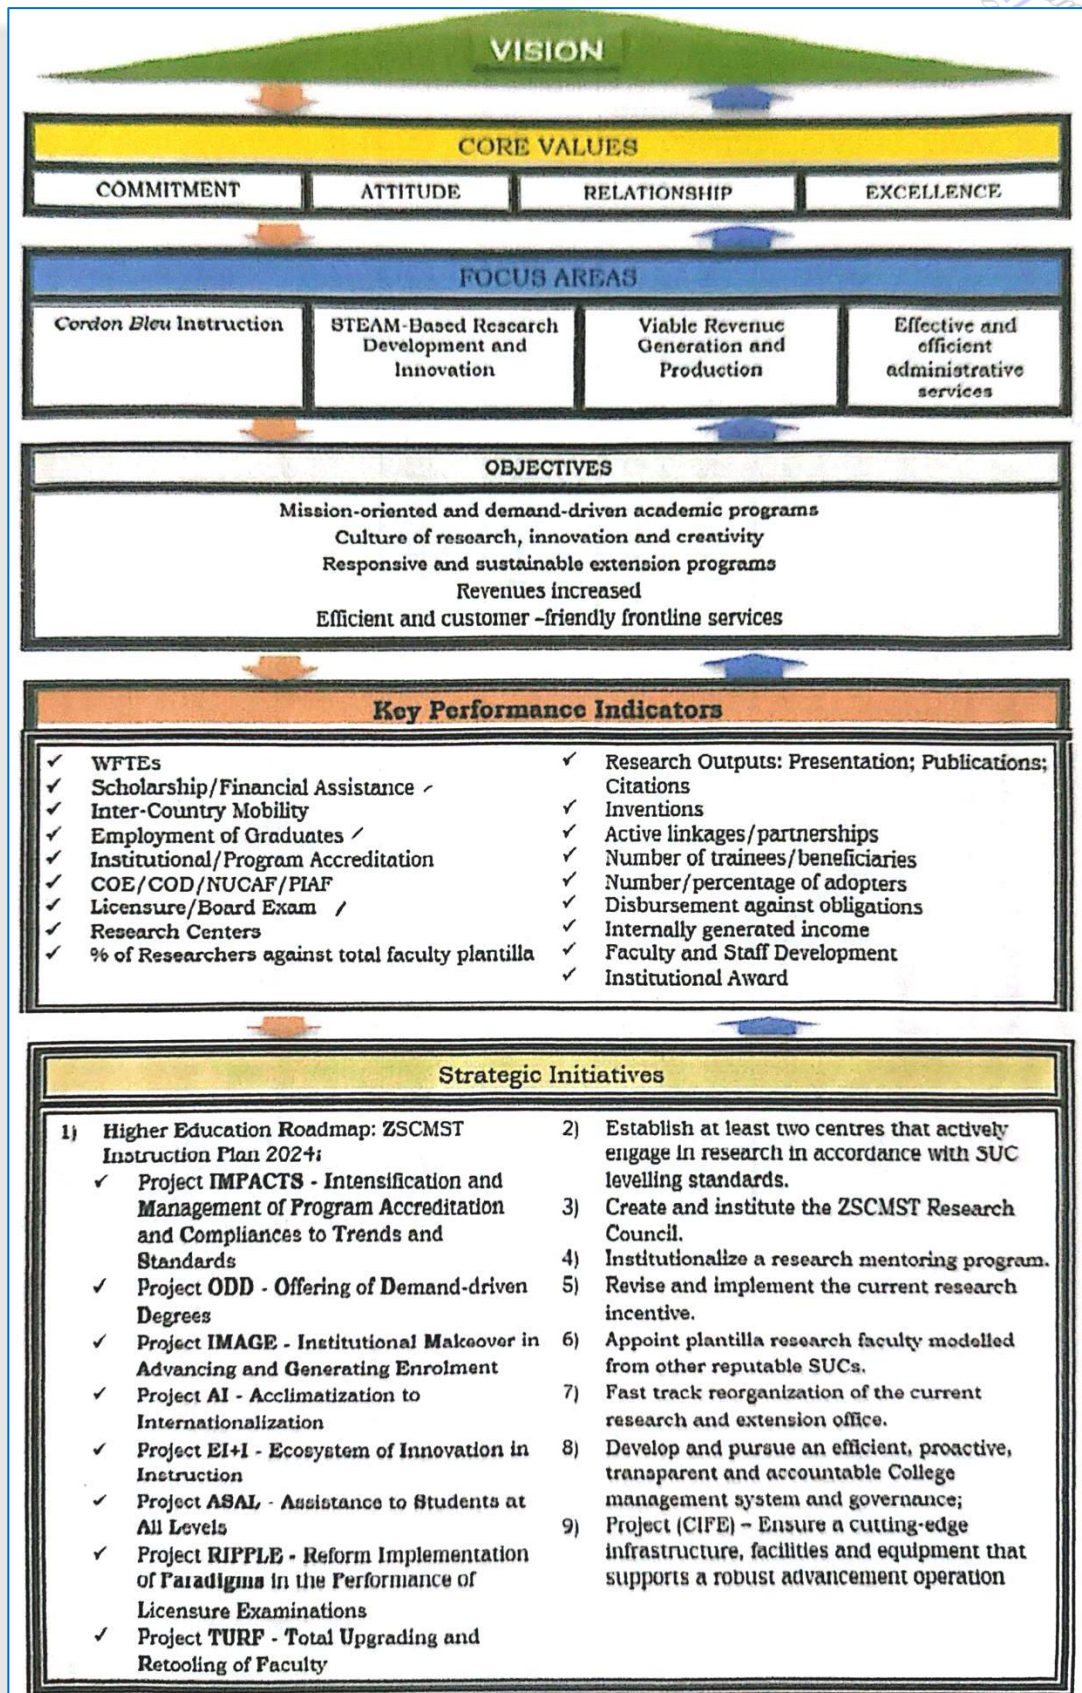 VISION
CORE VALUES
COMMITMENT
ATTITUDE
RELATIONSHIP
EXCELLENCE
FOCUS AREAS
Cordon Bleu Instruction
STEAM-Based Research
Development and
Innovation
Viable Revenue
Generation and
Production
Effective and
efficient
administrative
services
OBJECTIVES
Mission-oriented and demand-driven academic programs
Culture of research, innovation and creativity
Responsive and sustainable extension programs
Revenues increased
Efficient and customer –friendly frontline services
Key Performance Indicators
✓ WFTEs
✓ Scholarship/Financial Assistance
✓ Inter-Country Mobility
✓ Employment of Graduates
✓ Institutional/Program Accreditation
✓ COE/COD/NUCAF/PIAF
✓ Licensure/Board Exam
✓ Research Centers
✓ % of Researchers against total faculty plantilla
✓ Research Outputs: Presentation; Publications;
Citations
✓ Inventions
✓ Active linkages/partnerships
✓ Number of trainees/beneficiaries
✓ Number/percentage of adopters
✓ Disbursement against obligations
✓ Internally generated income
✓ Faculty and Staff Development
✓ Institutional Award
Strategic Initiatives
1) Higher Education Roadmap: ZSCMST
Instruction Plan 2024:
✓ Project IMPACTS - Intensification and
Management of Program Accreditation
and Compliances to Trends and
Standards
✓ Project ODD - Offering of Demand-driven
Degrees
✓ Project IMAGE - Institutional Makeover in
Advancing and Generating Enrolment
✓ Project AI - Acclimatization to
Internationalization
✓ Project EI+I - Ecosystem of Innovation in
Instruction
✓ Project ASAL - Assistance to Students at
All Levels
✓ Project RIPPLE - Reform Implementation
of Paradigms in the Performance of
Licensure Examinations
✓ Project TURF - Total Upgrading and
Retooling of Faculty
2) Establish at least two centres that actively
engage in research in accordance with SUC
levelling standards.
3) Create and institute the ZSCMST Research
Council.
4) Institutionalize a research mentoring program.
5) Revise and implement the current research
incentive.
6) Appoint plantilla research faculty modelled
from other reputable SUCs.
7) Fast track reorganization of the current
research and extension office.
8) Develop and pursue an efficient, proactive,
transparent and accountable College
management system and governance;
9) Project (CIFE) – Ensure a cutting-edge
infrastructure, facilities and equipment that
supports a robust advancement operation